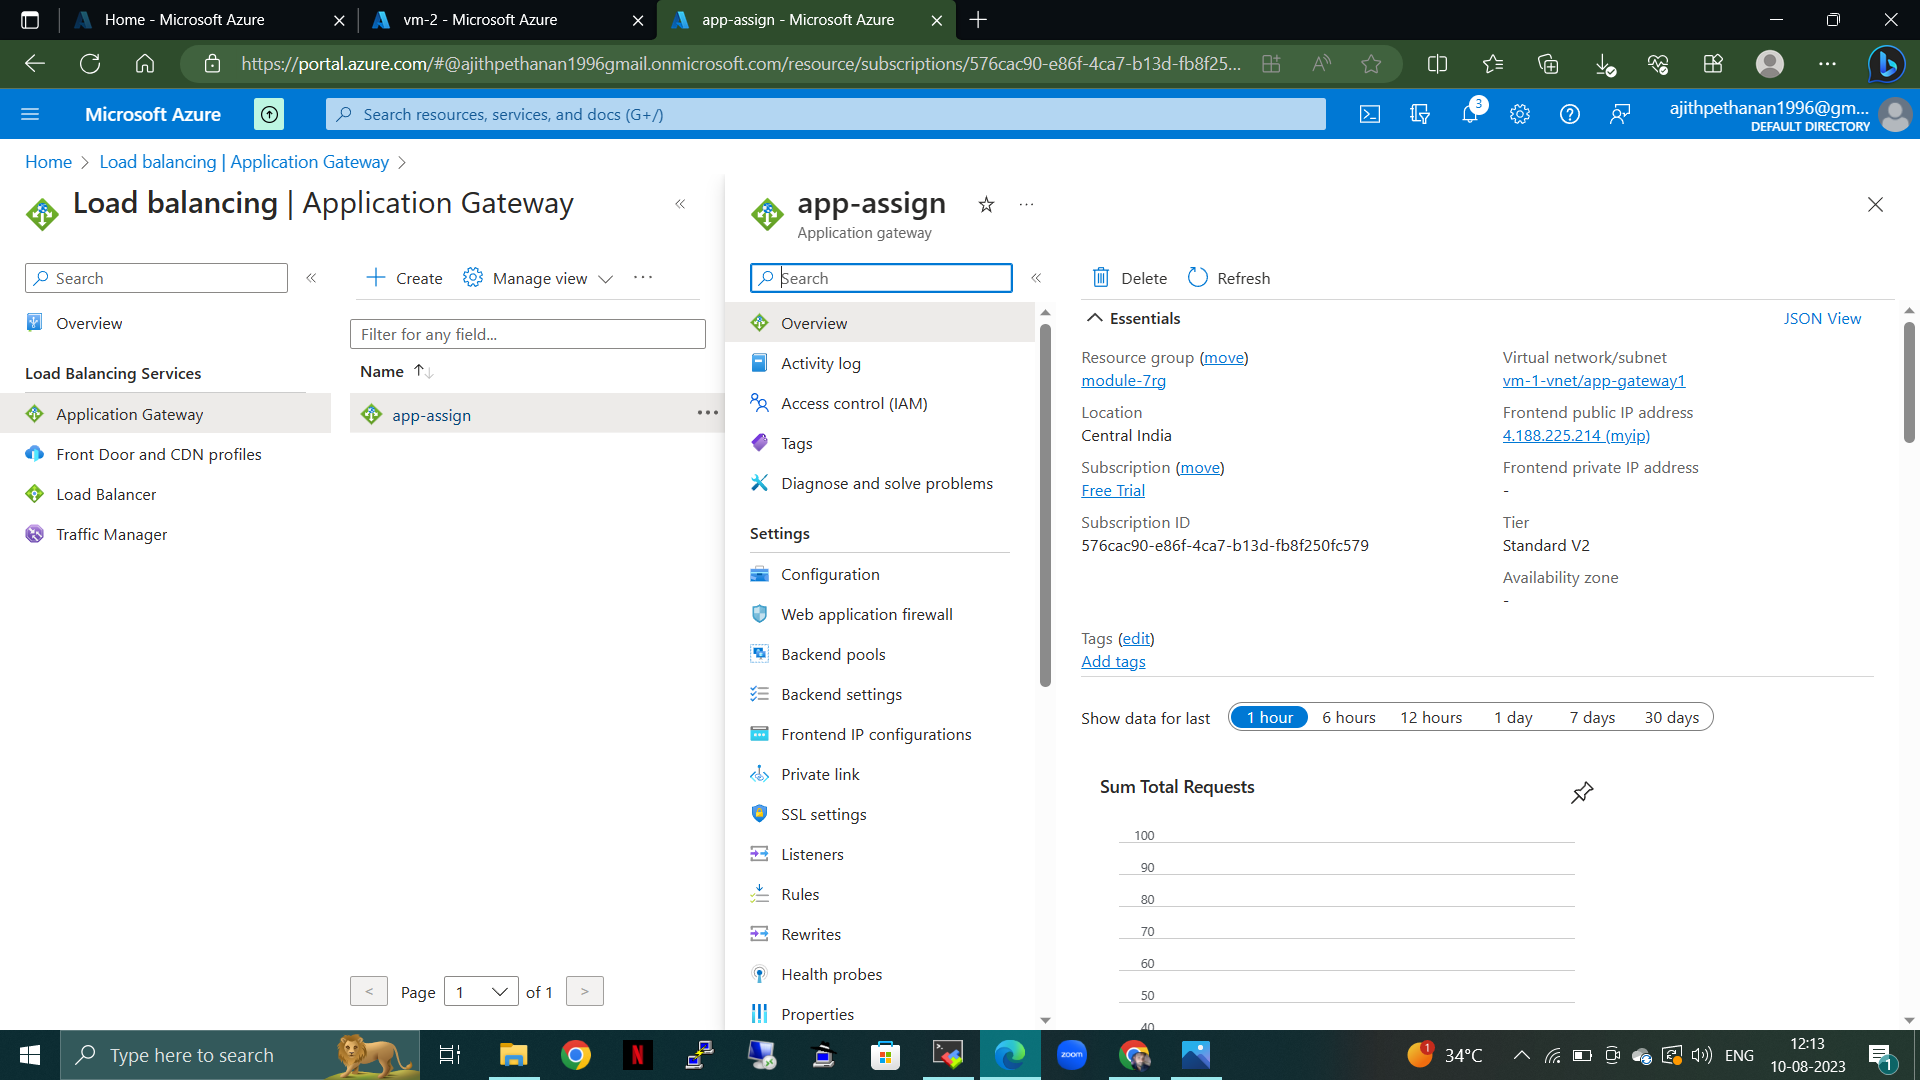 Home - Microsoft Azure
vm-2 - Microsoft Azure
app-assign - Microsoft Azure
https://portal.azure.com/#@ajithpethanan1996gmail.onmicrosoft.com/resource/subscriptions/576cac90-e86f-4ca7-b13d-fb8f25...
Microsoft Azure
Search resources, services, and docs (G+/)
3
ajithpethanan1996@gm...
DEFAULT DIRECTORY
Home > Load balancing | Application Gateway >
Load balancing | Application Gateway
Search
Overview
Load Balancing Services
Application Gateway
Front Door and CDN profiles
Load Balancer
Traffic Manager
Create
Manage view
Filter for any field...
Name
app-assign
< Page 1 of 1 >
app-assign
Application gateway
Search
Overview
Activity log
Access control (IAM)
Tags
Diagnose and solve problems
Settings
Configuration
Web application firewall
Backend pools
Backend settings
Frontend IP configurations
Private link
SSL settings
Listeners
Rules
Rewrites
Health probes
Properties
Delete
Refresh
Essentials
JSON View
Resource group (move)
module-7rg
Location
Central India
Subscription (move)
Free Trial
Subscription ID
576cac90-e86f-4ca7-b13d-fb8f250fc579
Virtual network/subnet
vm-1-vnet/app-gateway1
Frontend public IP address
4.188.225.214 (myip)
Frontend private IP address
-
Tier
Standard V2
Availability zone
-
Tags (edit)
Add tags
Show data for last
1 hour
6 hours
12 hours
1 day
7 days
30 days
Sum Total Requests
100
90
80
70
60
50
40
Type here to search
N
zoom
1
34°C
ENG
12:13
10-08-2023
1